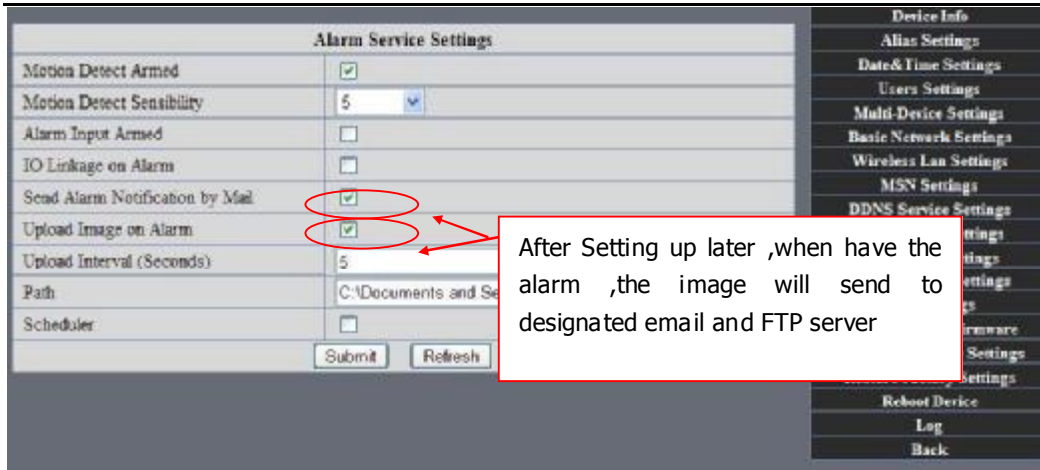 Alarm Service Settings
Motion Detect Armed
Motion Detect Sensibility 5
Alarm Input Armed
IO Linkage on Alarm
Send Alarm Notification by Mail
Upload Image on Alarm
Upload Interval (Seconds) 5
Path C:\Documents and Se
Scheduler
Submit Refresh
After Setting up later ,when have the
alarm ,the image will send to
designated email and FTP server
Device Info
Alias Settings
Date&Time Settings
Users Settings
Multi-Device Settings
Basic Network Settings
Wireless Lan Settings
MSN Settings
DDNS Service Settings
Settings
Reboot Device
Log
Back